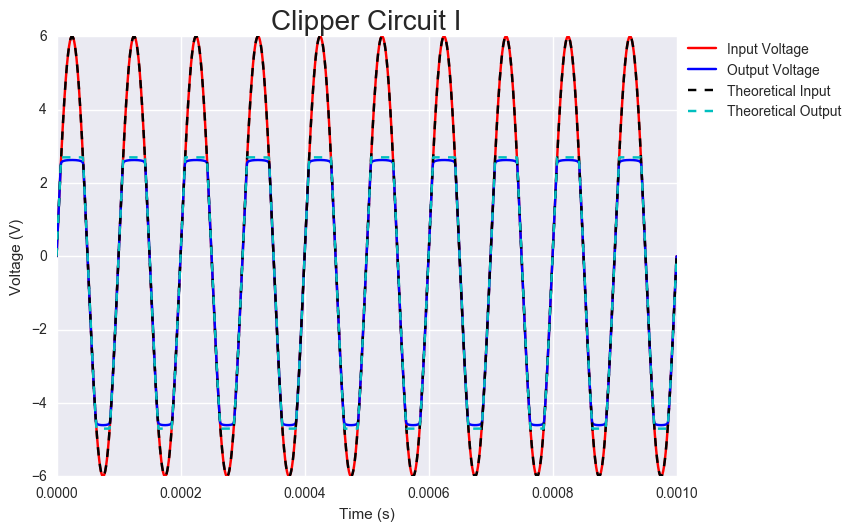 Clipper Circuit I
6
4
2
0
−2
−4
−6
Voltage (V)
0.0000
0.0002
0.0004
0.0006
0.0008
0.0010
Time (s)
Input Voltage
Output Voltage
Theoretical Input
Theoretical Output